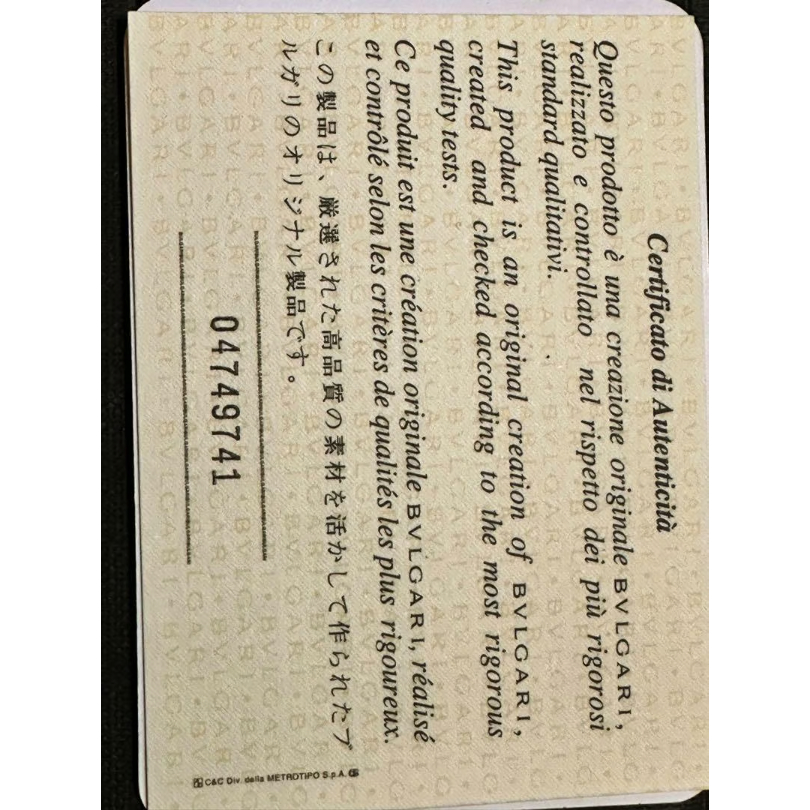 Certificato di Autenticità
Questo prodotto è una creazione originale BVLGARI,
realizzato e controllato nel rispetto dei più rigorosi
standard qualitativi.
This product is an original creation of BVLGARI,
created and checked according to the most rigorous
quality tests.
Ce produit est une création originale BVLGARI, réalisé
et contrôlé selon les critères de qualités les plus rigoureux.
この製品は、厳選された高品質の素材を活かして作られたブ
ルガリのオリジナル製品です。
04749741
C&C Div. della METROTIPO S.p.A.